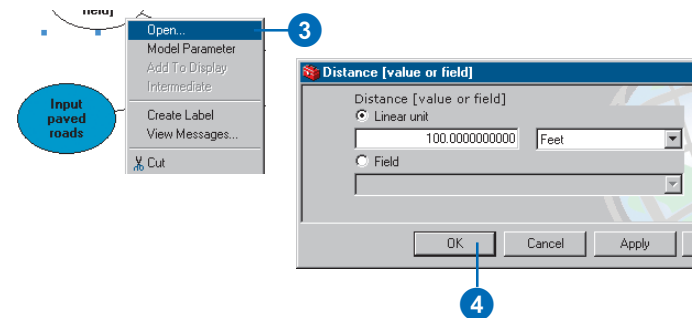 field]
Open...
Model Parameter
Add To Display
Intermediate
Create Label
View Messages...
Cut
3
Input
paved
roads
Distance [value or field]
Distance [value or field]
Linear unit
100.0000000000 Feet
Field
OK Cancel Apply
4